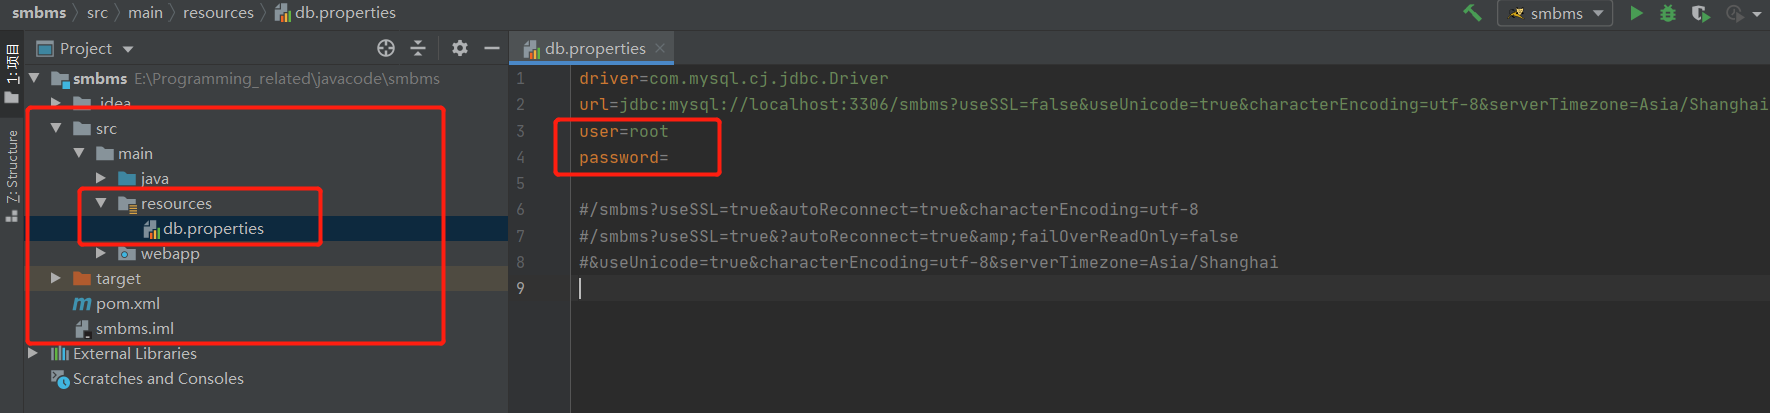 smbms 〉 src 〉 main 〉 resources 〉 db.properties
smbms
1: 项目
Z: Structure
Project
smbms E:\Programming_related\javacode\smbms
.idea
src
main
java
resources
db.properties
webapp
target
pom.xml
smbms.iml
External Libraries
Scratches and Consoles
db.properties
1 driver=com.mysql.cj.jdbc.Driver
2 url=jdbc:mysql://localhost:3306/smbms?useSSL=false&useUnicode=true&characterEncoding=utf-8&serverTimezone=Asia/Shanghai
3 user=root
4 password=
5
6 #/smbms?useSSL=true&autoReconnect=true&characterEncoding=utf-8
7 #/smbms?useSSL=true&?autoReconnect=true&amp;failOverReadOnly=false
8 #&useUnicode=true&characterEncoding=utf-8&serverTimezone=Asia/Shanghai
9